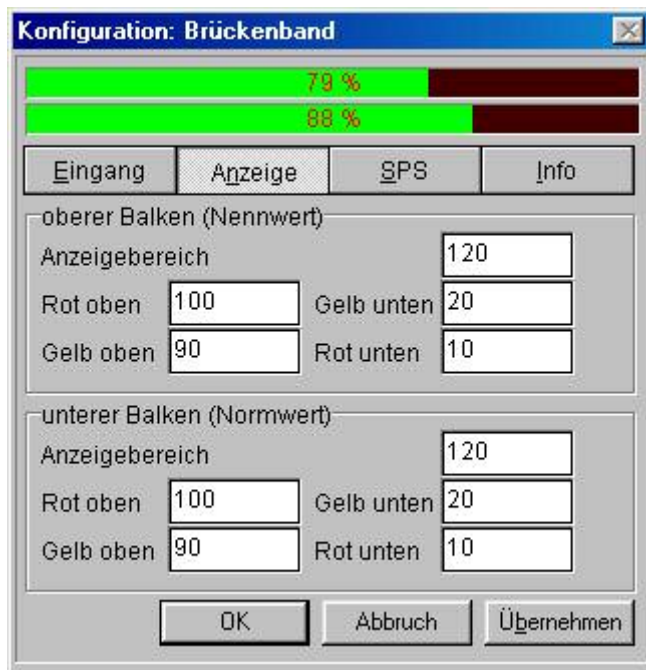 Konfiguration: Brückenband
79 %
88 %
Eingang Anzeige SPS Info
oberer Balken (Nennwert)
Anzeigebereich 120
Rot oben 100 Gelb unten 20
Gelb oben 90 Rot unten 10
unterer Balken (Normwert)
Anzeigebereich 120
Rot oben 100 Gelb unten 20
Gelb oben 90 Rot unten 10
OK Abbruch Übernehmen